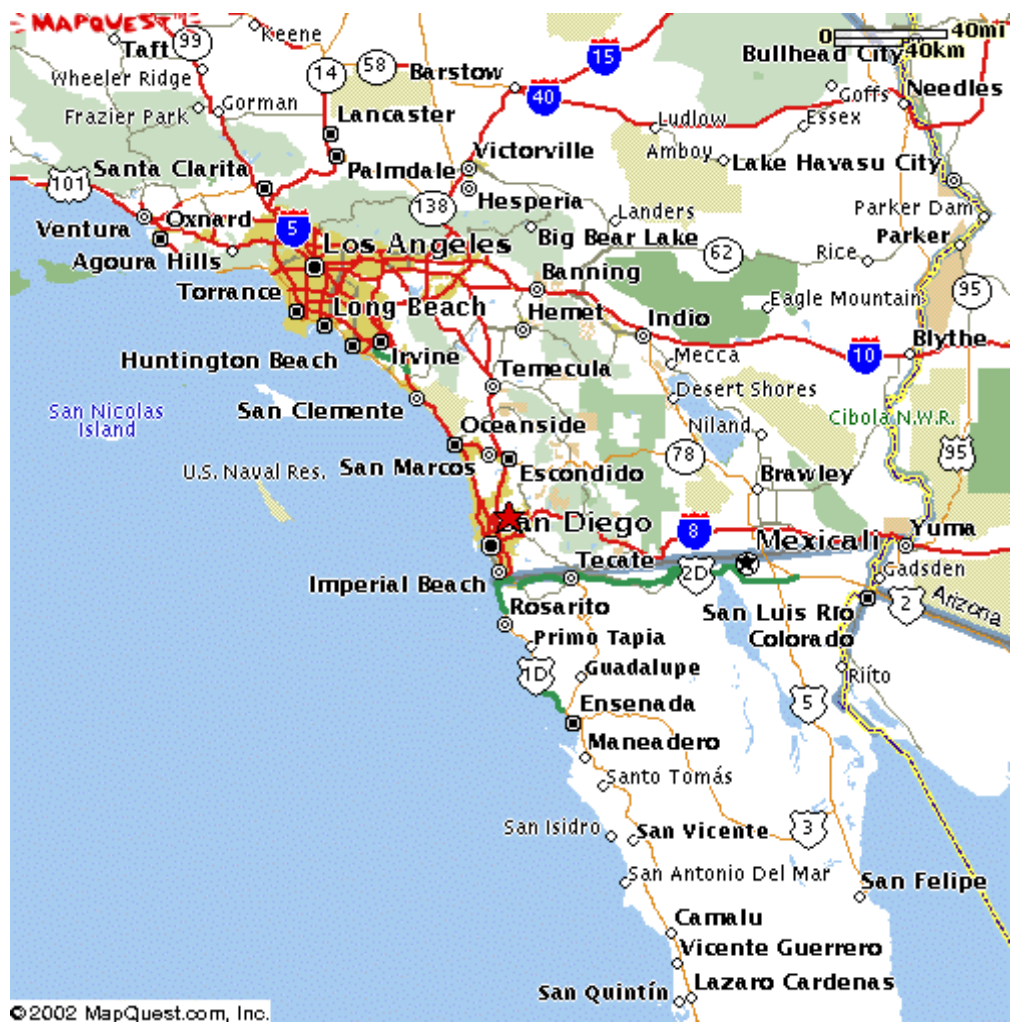 MAPQUEST
Taft
99
Keene
0 40mi
40km
Bullhead City
Wheeler Ridge
14
58
Barstow
15
40
Goffs
Needles
Frazier Park
Gorman
Lancaster
Ludlow
Essex
Amboy
Lake Havasu City
Santa Clarita
Palmdale
Victorville
101
138
Hesperia
Ventura
Oxnard
5
Landers
Parker Dam
Agoura Hills
Los Angeles
Big Bear Lake
62
Rice
Parker
Torrance
Banning
95
Long Beach
Hemet
Indio
Eagle Mountain
Huntington Beach
Irvine
Mecca
10
Blythe
Temecula
Desert Shores
San Nicolas
Island
San Clemente
Oceanside
Niland
Cibola N.W.R.
U.S. Naval Res.
San Marcos
Escondido
78
Brawley
95
San Diego
8
Mexicali
Yuma
Imperial Beach
Tecate
2D
Gadsden
Rosarito
San Luis Río
Colorado
2
Arizona
Primo Tapia
1D
Guadalupe
Riíto
Ensenada
5
Maneadero
Santo Tomás
San Isidro
San Vicente
3
San Antonio Del Mar
San Felipe
Camalu
Vicente Guerrero
San Quintín
Lazaro Cardenas
©2002 MapQuest.com, Inc.